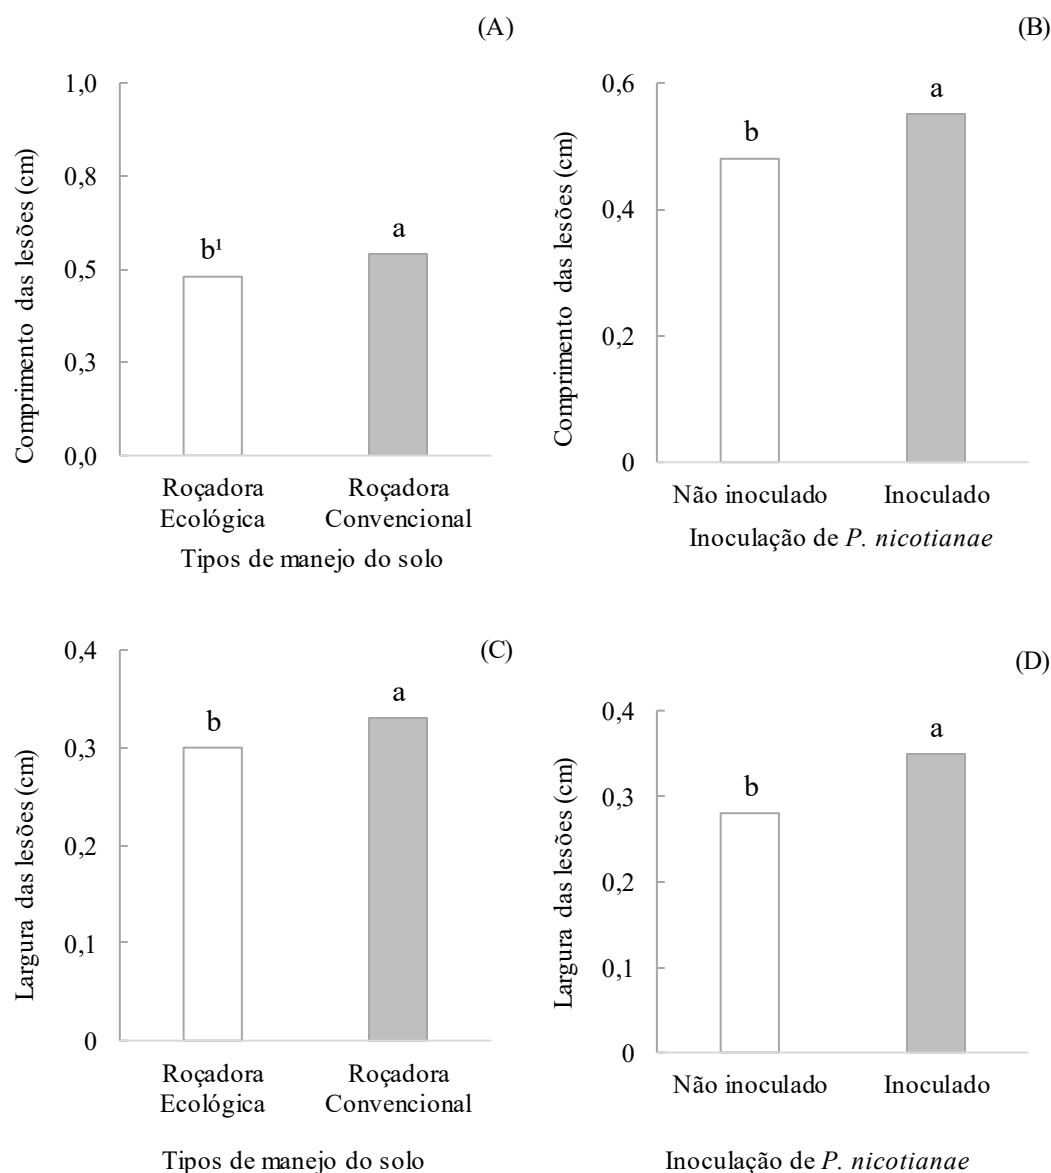 (A)
Comprimento das lesões (cm)
1,0
0,8
0,5
0,3
0,0
b¹
a
Roçadora
Ecológica
Roçadora
Convencional
Tipos de manejo do solo
(B)
Comprimento das lesões (cm)
0,6
0,4
0,2
0
b
a
Não inoculado
Inoculado
Inoculação de P. nicotianae
(C)
Largura das lesões (cm)
0,4
0,3
0,2
0,1
0
b
a
Roçadora
Ecológica
Roçadora
Convencional
Tipos de manejo do solo
(D)
Largura das lesões (cm)
0,4
0,3
0,2
0,1
0
b
a
Não inoculado
Inoculado
Inoculação de P. nicotianae